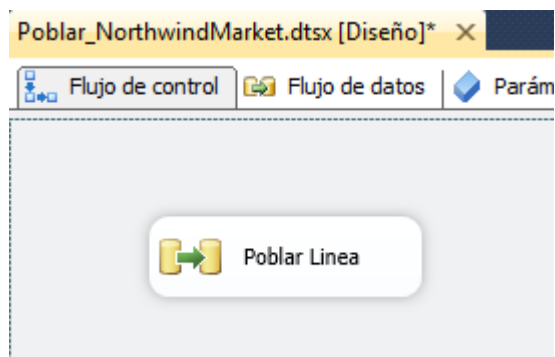 Poblar_NorthwindMarket.dtsx [Diseño]*
Flujo de control Flujo de datos Parám
Poblar Linea